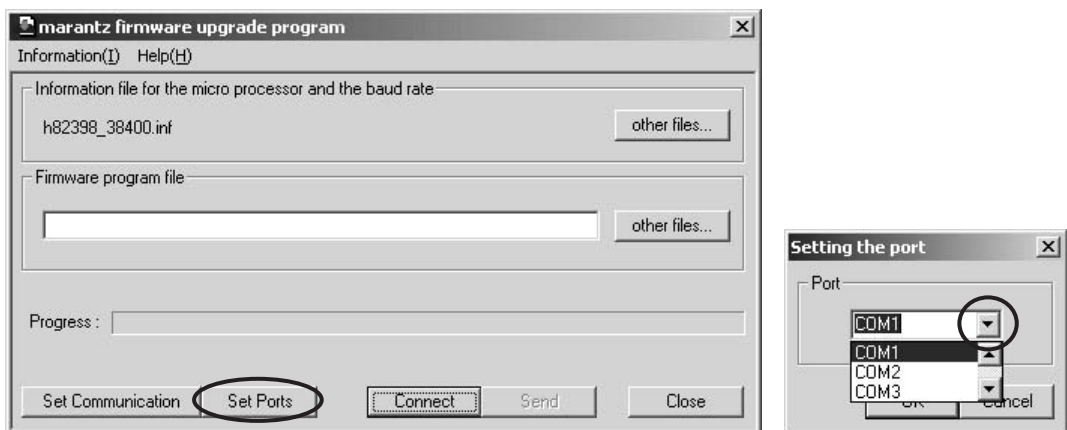 marantz firmware upgrade program
Information(I) Help(H)
Information file for the micro processor and the baud rate
h82398_38400.inf
other files...
Firmware program file
other files...
Progress :
Set Communication Set Ports Connect Send Close
Setting the port
Port
COM1
COM1
COM2
COM3